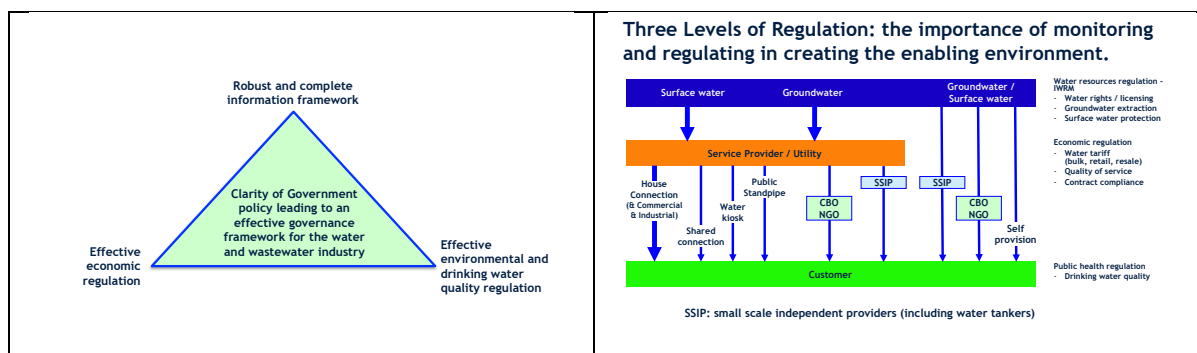 Robust and complete
information framework
Clarity of Government
policy leading to an
effective governance
framework for the water
and wastewater industry
Effective
economic
regulation
Effective
environmental and
drinking water
quality regulation
Three Levels of Regulation: the importance of monitoring
and regulating in creating the enabling environment.
Surface water
Groundwater
Groundwater /
Surface water
Water resources regulation -
IWRM
- Water rights / licensing
- Groundwater extraction
- Surface water protection
Service Provider / Utility
Economic regulation
- Water tariff
(bulk, retail, resale)
- Quality of service
- Contract compliance
House
Connection
(& Commercial
& Industrial)
Shared
connection
Water
kiosk
Public
Standpipe
CBO
NGO
SSIP
SSIP
CBO
NGO
Self
provision
Customer
Public health regulation
- Drinking water quality
SSIP: small scale independent providers (including water tankers)